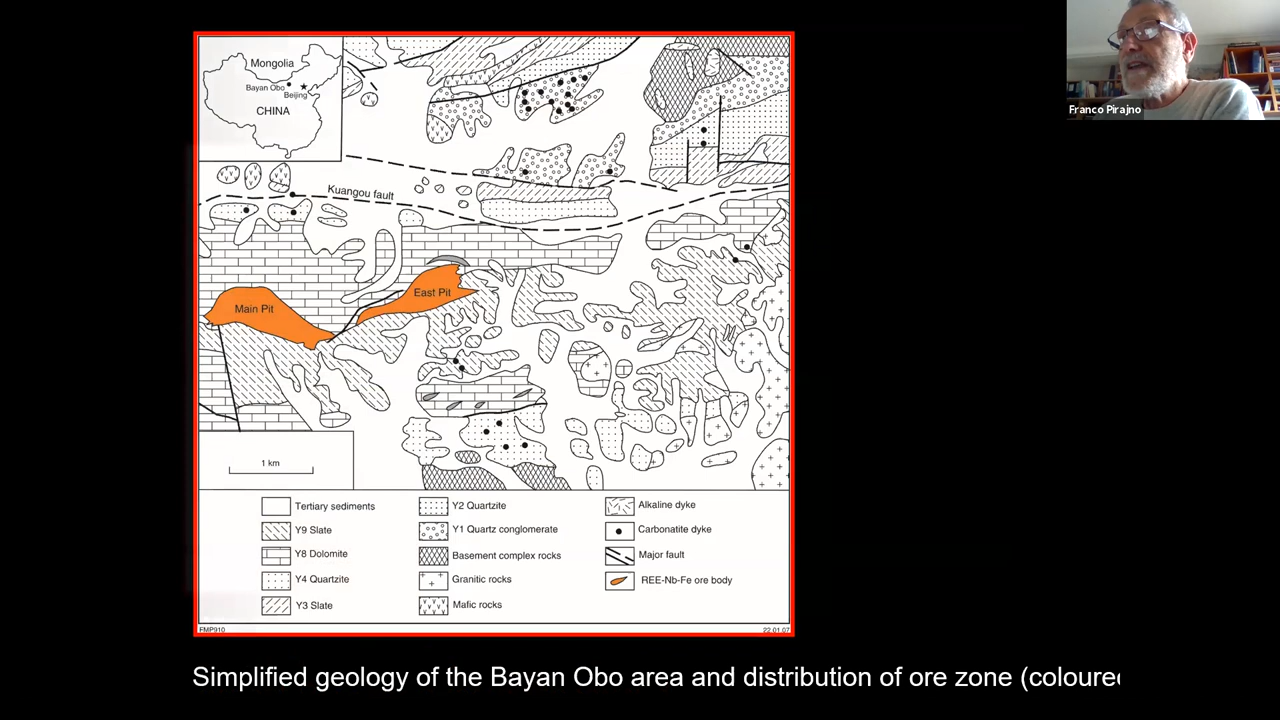 Franco Pirajno
Mongolia
Bayan Obo
Beijing
CHINA
Kuangou fault
Main Pit
East Pit
1 km
Tertiary sediments
Y9 Slate
Y8 Dolomite
Y4 Quartzite
Y3 Slate
Y2 Quartzite
Y1 Quartz conglomerate
Basement complex rocks
Granitic rocks
Mafic rocks
Alkaline dyke
Carbonatite dyke
Major fault
REE-Nb-Fe ore body
FMP910
22.01.07
Simplified geology of the Bayan Obo area and distribution of ore zone (coloured